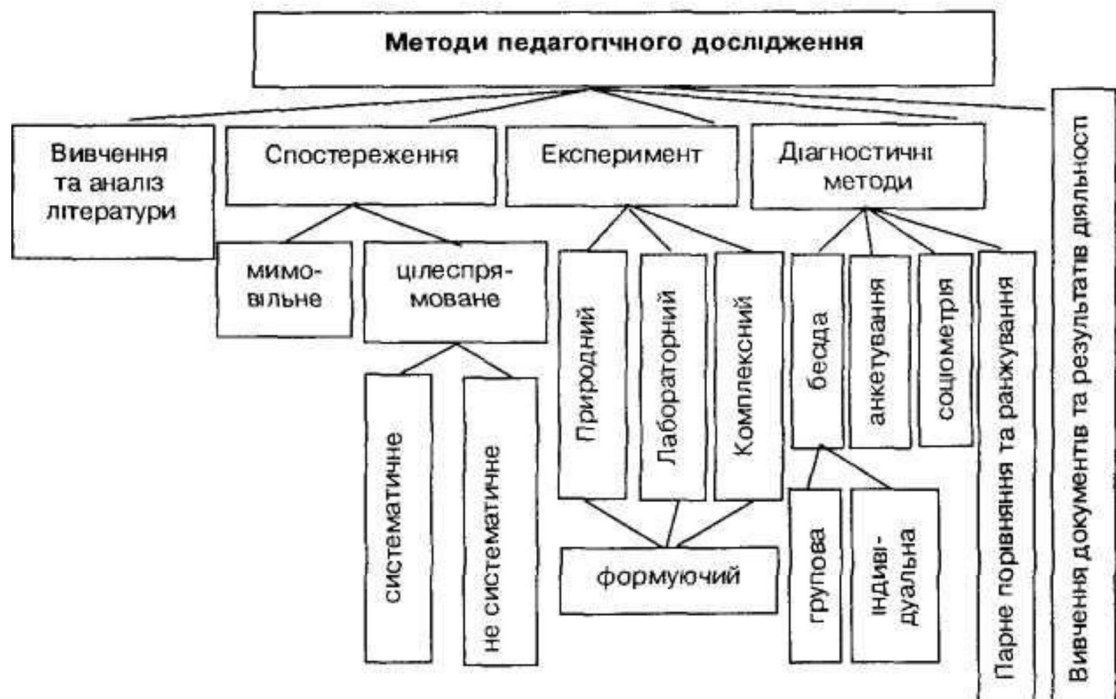 Методи педагогічного дослідження
Вивчення
та аналіз
літератури
Спостереження
Експеримент
Діагностичні
методи
Вивчення документів та результатів діяльності
мимо-
вільне
цілеспря-
моване
Природний
Лабораторний
Комплексний
бесіда
анкетування
соціометрія
Парне порівняння та ранжування
систематичне
не систематичне
формуючий
групова
індиві-
дуальна